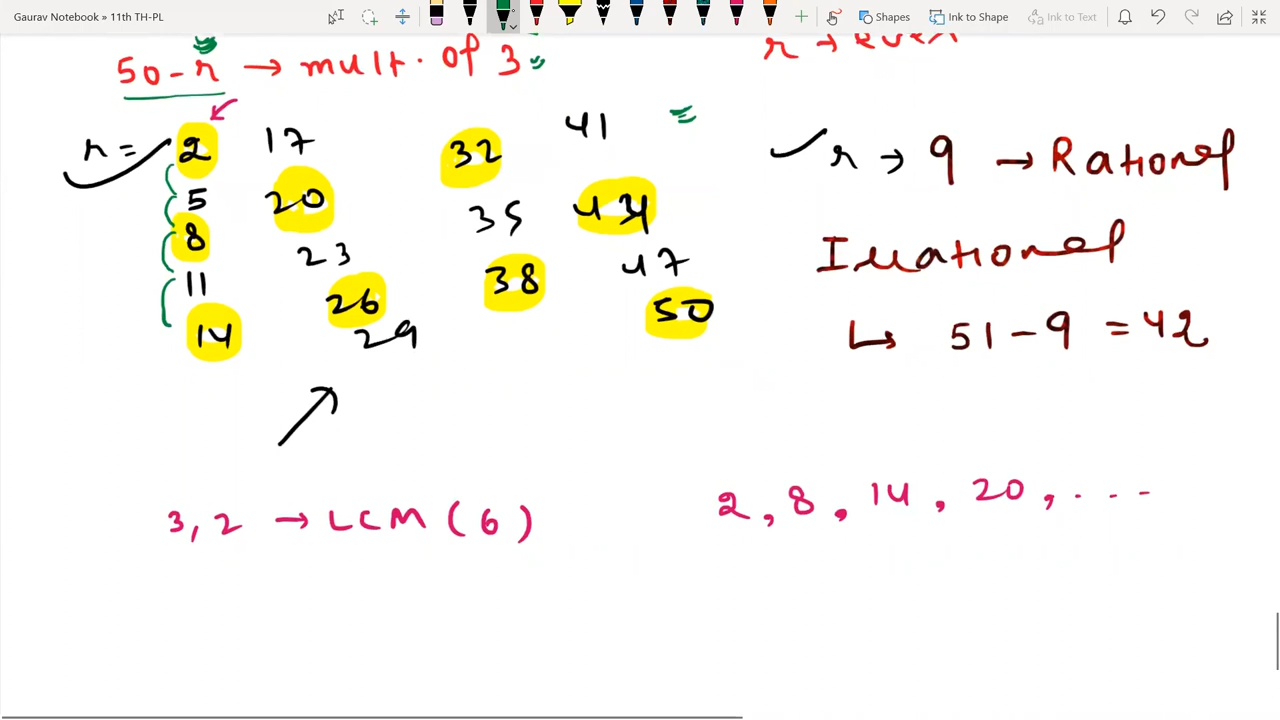 Gaurav Notebook » 11th TH-PL
Shapes
Ink to Shape
Ink to Text
50-r → mult. of 3
r → even
r = 2 17 32 41
5 20 35 44
8 23 38 47
11 26 50
14 29
✓ r → 9 → Rational
Irrational
↳ 51 - 9 = 42
3, 2 → LCM (6)
2, 8, 14, 20, . . . .